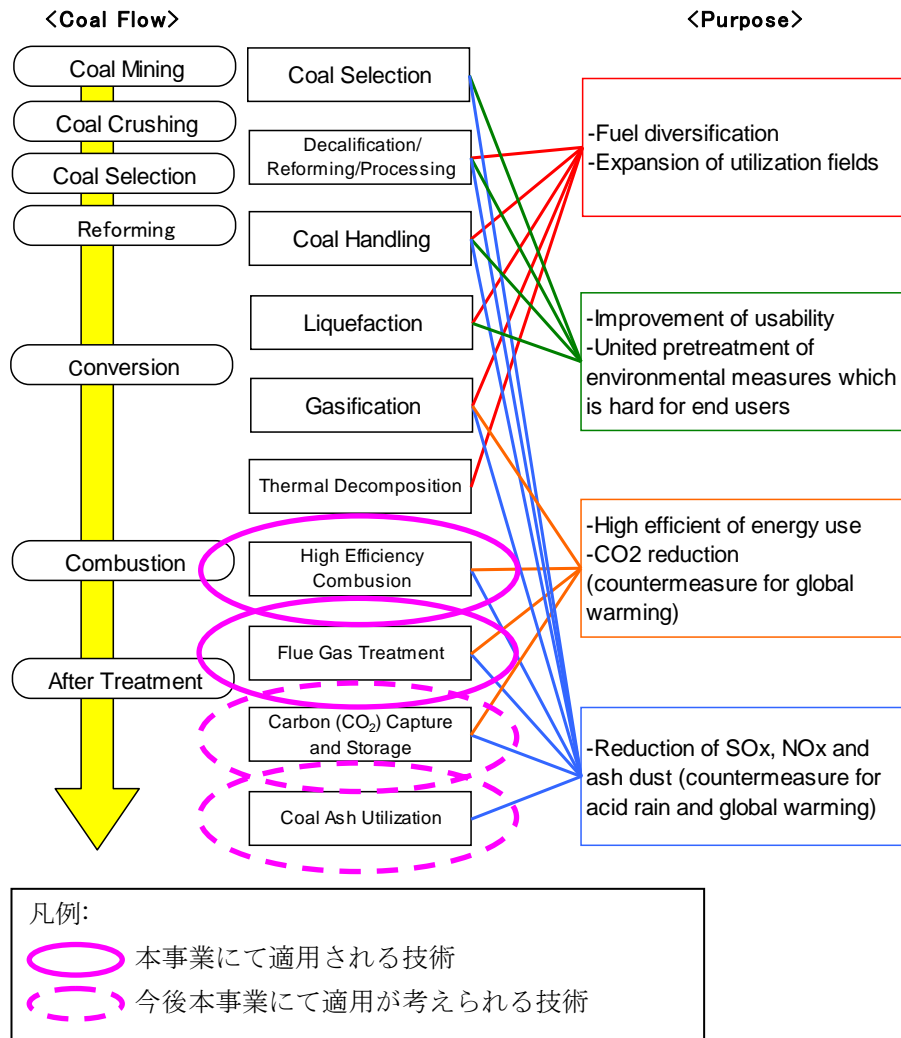 <Coal Flow>
<Purpose>
Coal Mining
Coal Crushing
Coal Selection
Reforming
Conversion
Combustion
After Treatment
Coal Selection
Decalification/
Reforming/Processing
Coal Handling
Liquefaction
Gasification
Thermal Decomposition
High Efficiency
Combusion
Flue Gas Treatment
Carbon (CO₂) Capture
and Storage
Coal Ash Utilization
-Fuel diversification
-Expansion of utilization fields
-Improvement of usability
-United pretreatment of
environmental measures which
is hard for end users
-High efficient of energy use
-CO2 reduction
(countermeasure for global
warming)
-Reduction of SOx, NOx and
ash dust (countermeasure for
acid rain and global warming)
凡例:
本事業にて適用される技術
今後本事業にて適用が考えられる技術